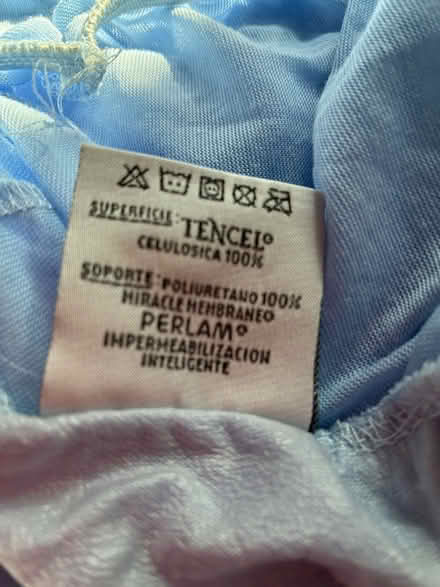 SUPERFICIE: TENCEL®
CELULOSICA 100%
SOPORTE: POLIURETANO 100%
MIRACLE MEMBRANE®
PERLAM®
IMPERMEABILIZACION
INTELIGENTE